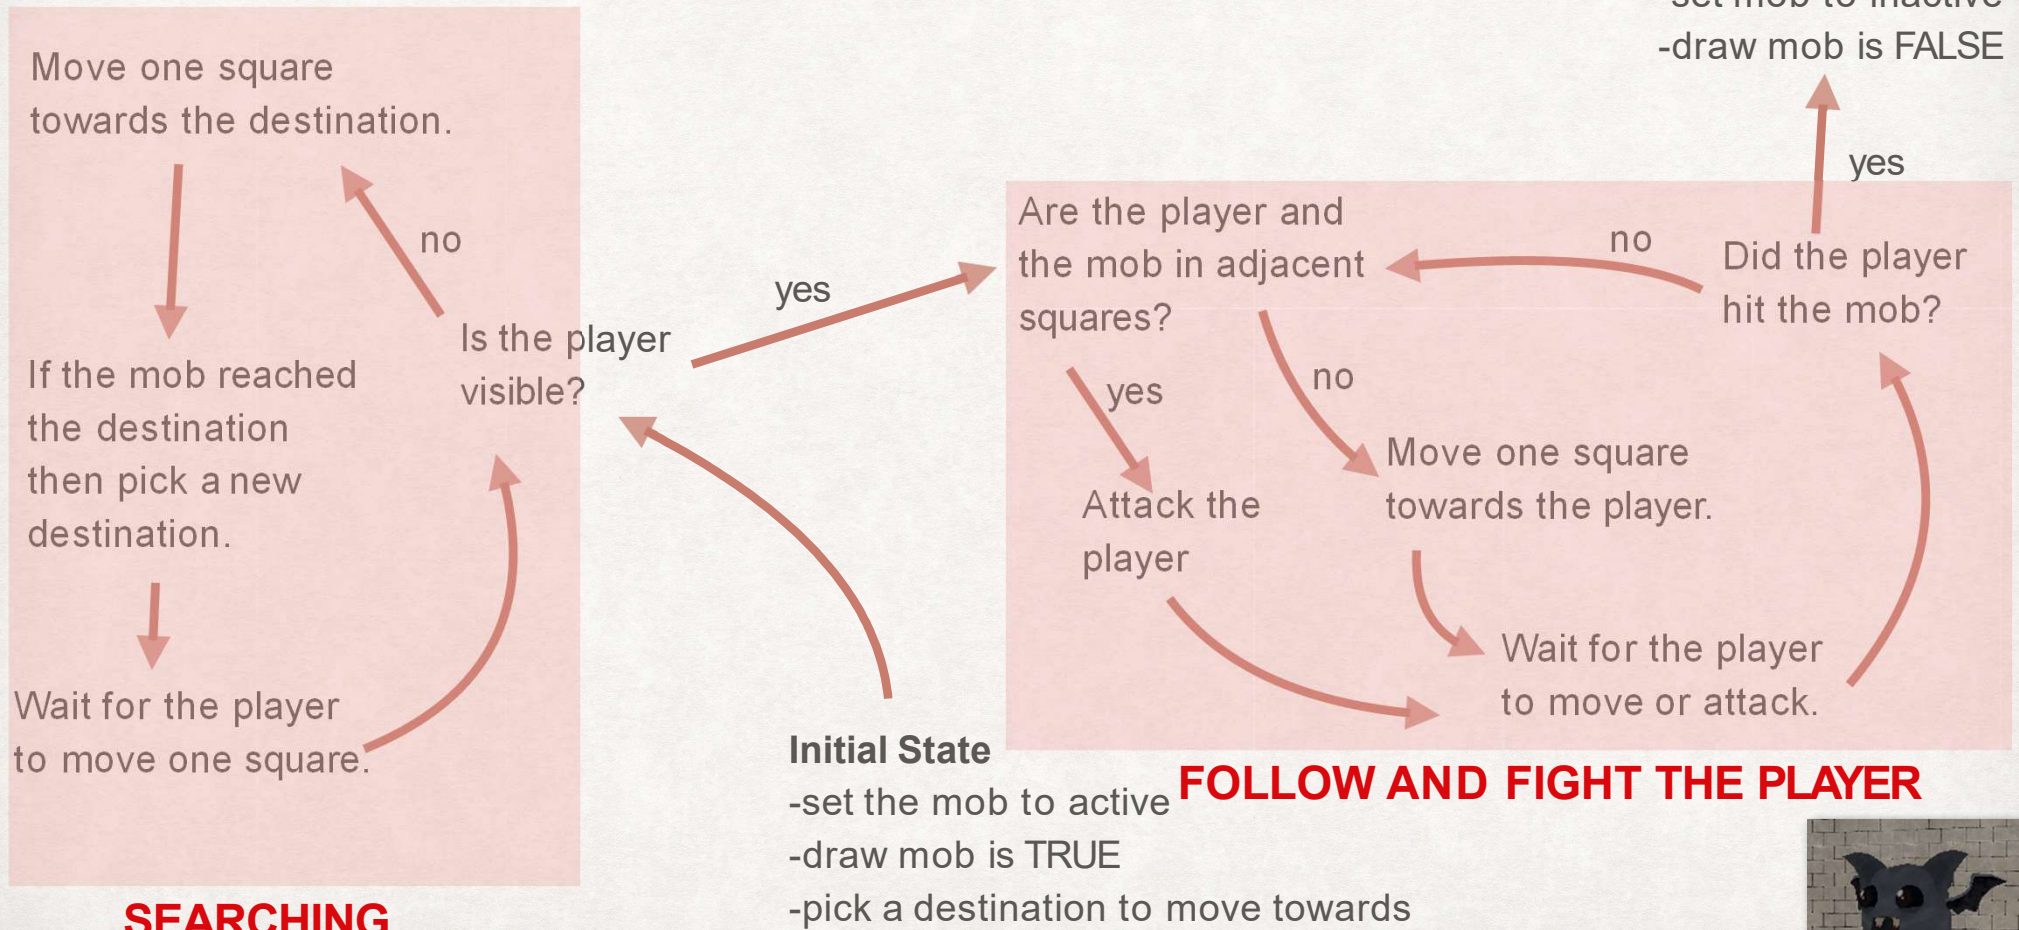 set mob to inactive
-draw mob is FALSE
yes
Move one square
towards the destination.
no
If the mob reached
the destination
then pick a new
destination.
Wait for the player
to move one square.
Is the player
visible?
yes
SEARCHING
Initial State
-set the mob to active
-draw mob is TRUE
-pick a destination to move towards
Are the player and
the mob in adjacent
squares?
no
Did the player
hit the mob?
yes
no
Attack the
player
Move one square
towards the player.
Wait for the player
to move or attack.
FOLLOW AND FIGHT THE PLAYER